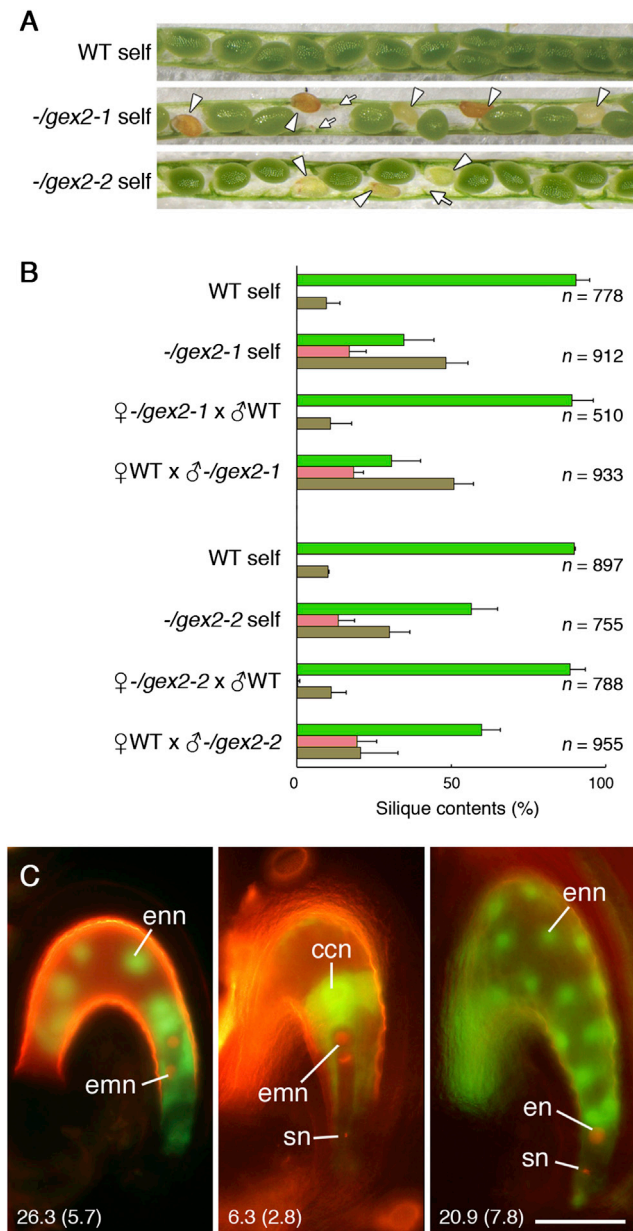 A
WT self
-/gex2-1 self
-/gex2-2 self
B
WT self
n = 778
-/gex2-1 self
n = 912
♀-/gex2-1 x ♂WT
n = 510
♀WT x ♂-/gex2-1
n = 933
WT self
n = 897
-/gex2-2 self
n = 755
♀-/gex2-2 x ♂WT
n = 788
♀WT x ♂-/gex2-2
n = 955
0 50 100
Silique contents (%)
C
enn
emn
26.3 (5.7)
ccn
emn
sn
6.3 (2.8)
enn
en
sn
20.9 (7.8)